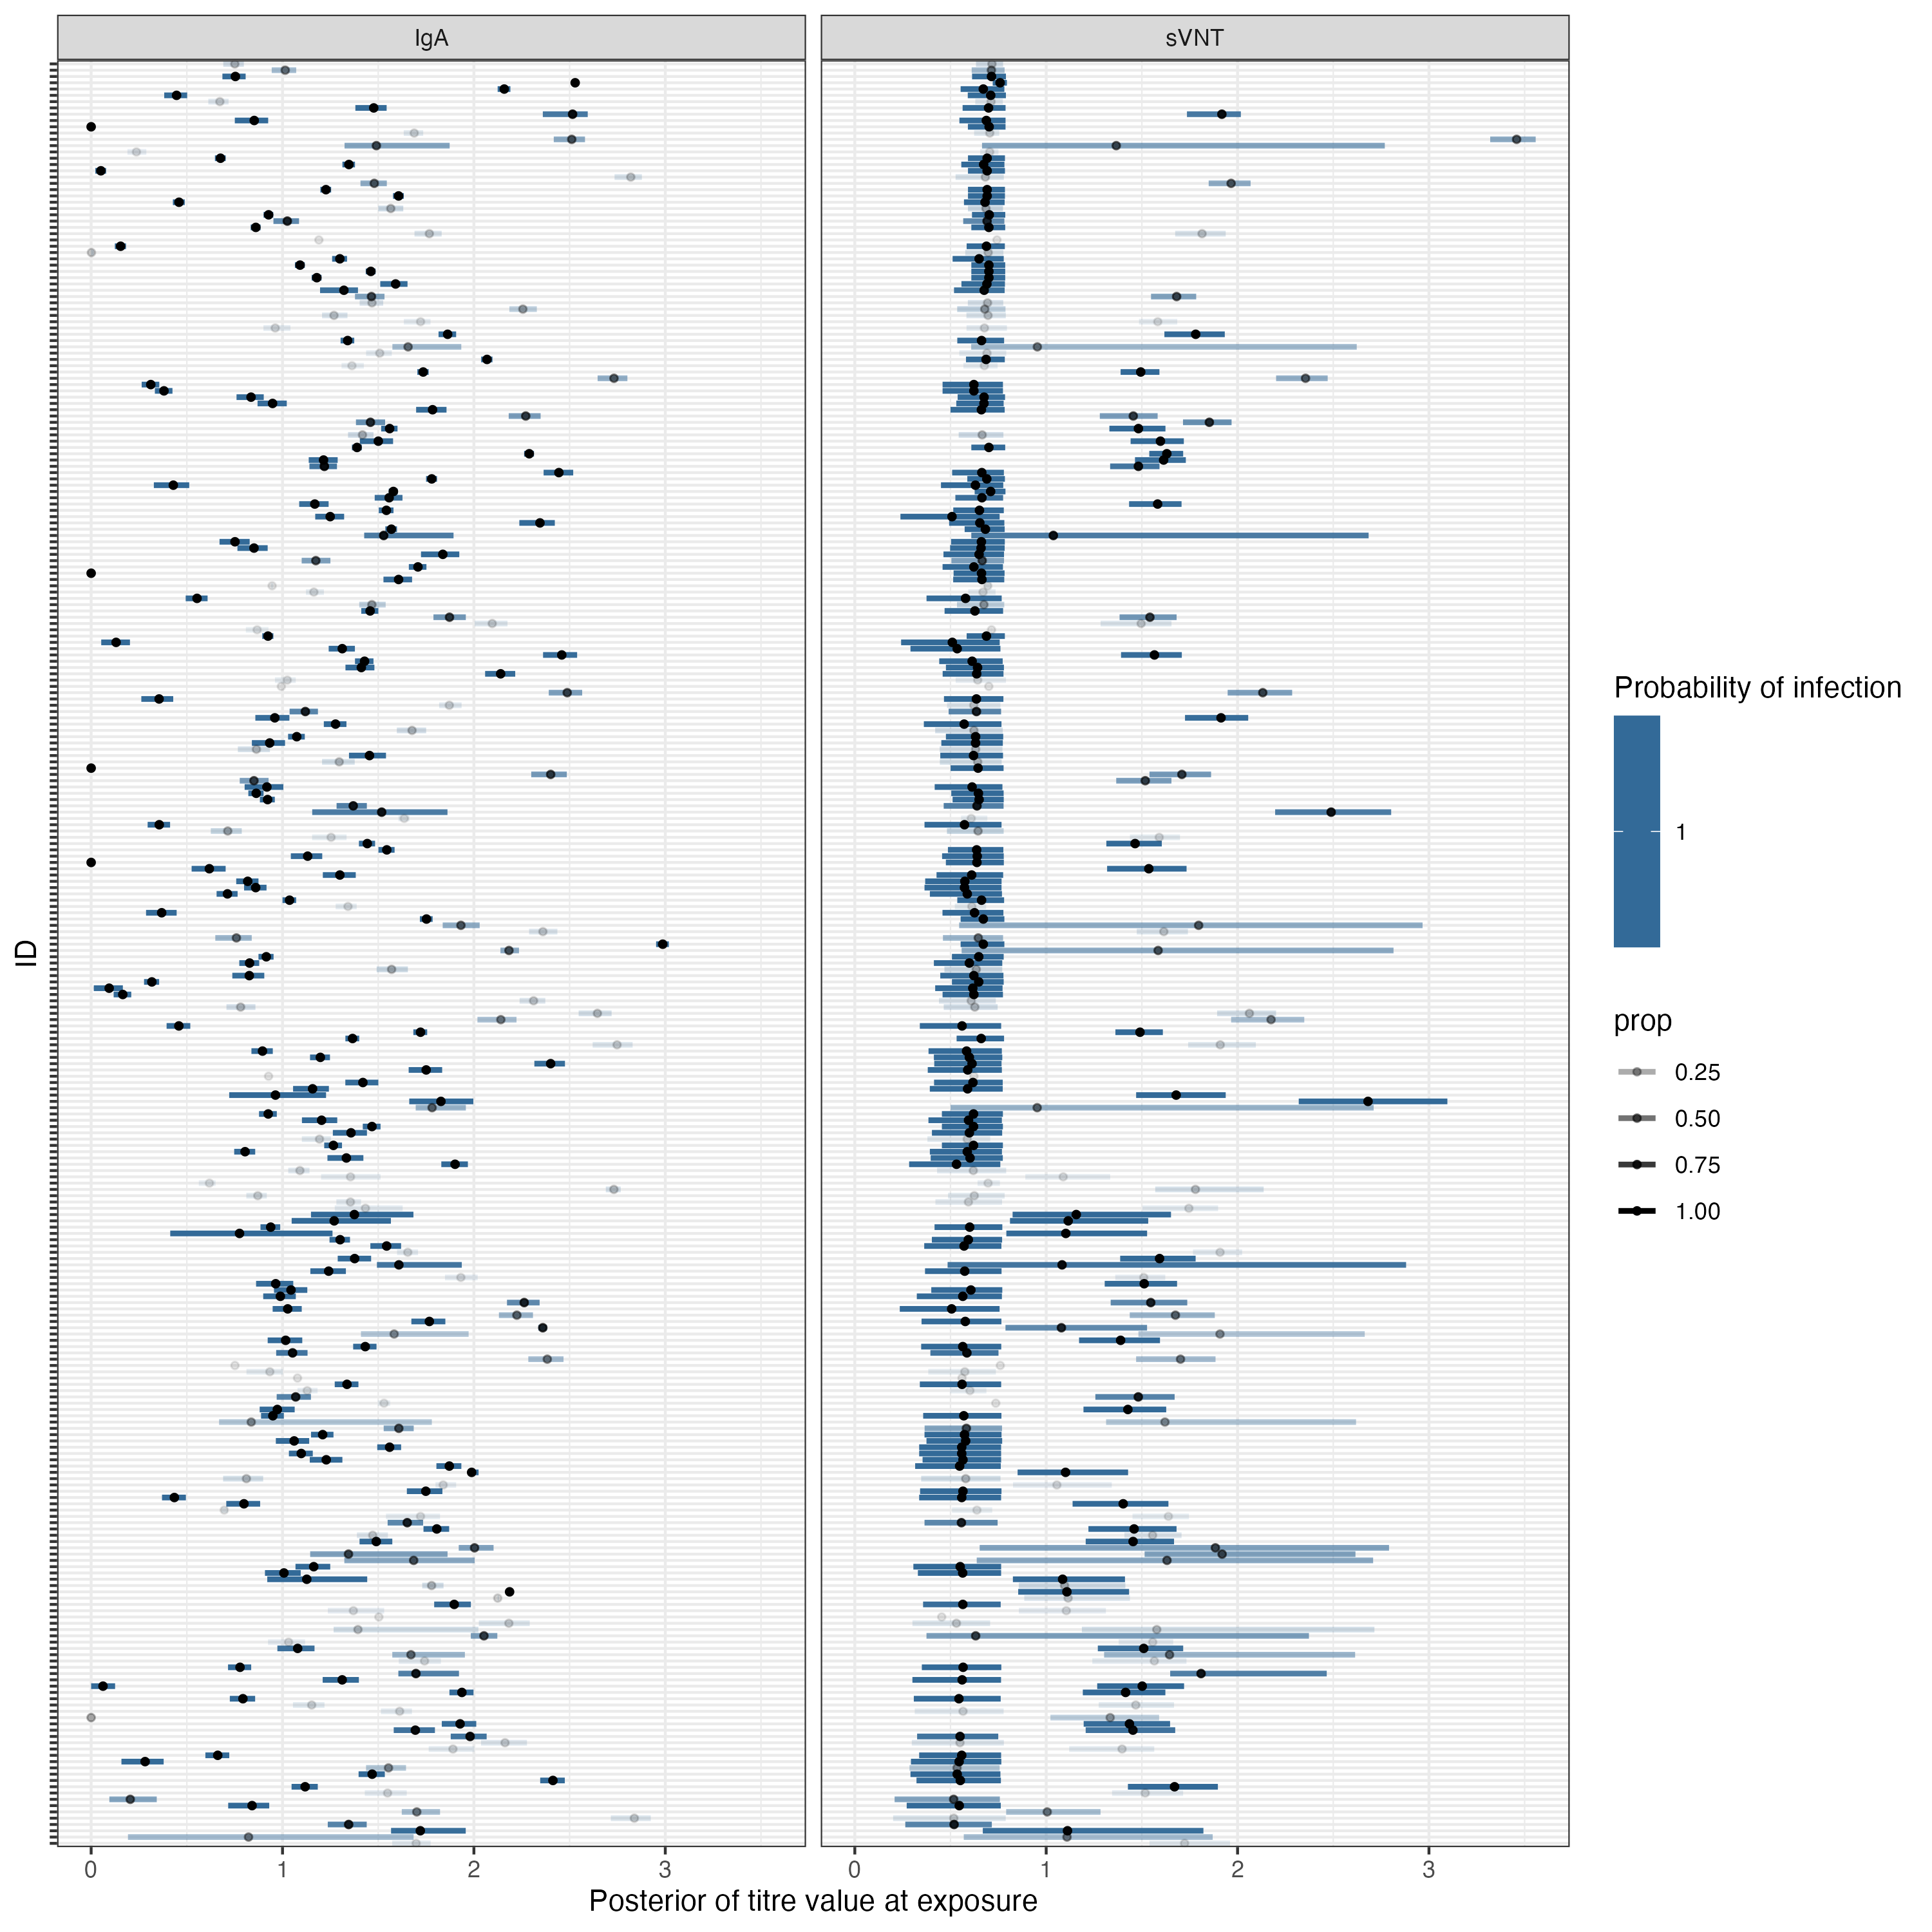 IgA
sVNT
ID
0 1 2 3
0 1 2 3
Posterior of titre value at exposure
Probability of infection
1
prop
0.25
0.50
0.75
1.00